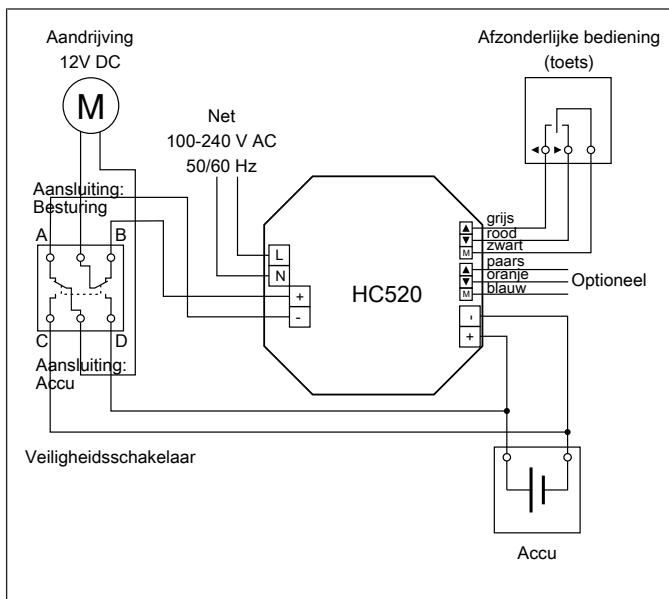 Aandrijving
12V DC
M
Net
100-240 V AC
50/60 Hz
Afzonderlijke bediening
(toets)
◄ ►
Aansluiting:
Besturing
A B
C D
Aansluiting:
Accu
Veiligheidsschakelaar
L
N
+
-
HC520
▲ grijs
▼ rood
M zwart
▲ paars
▼ oranje
M blauw
Optioneel
-
+
Accu